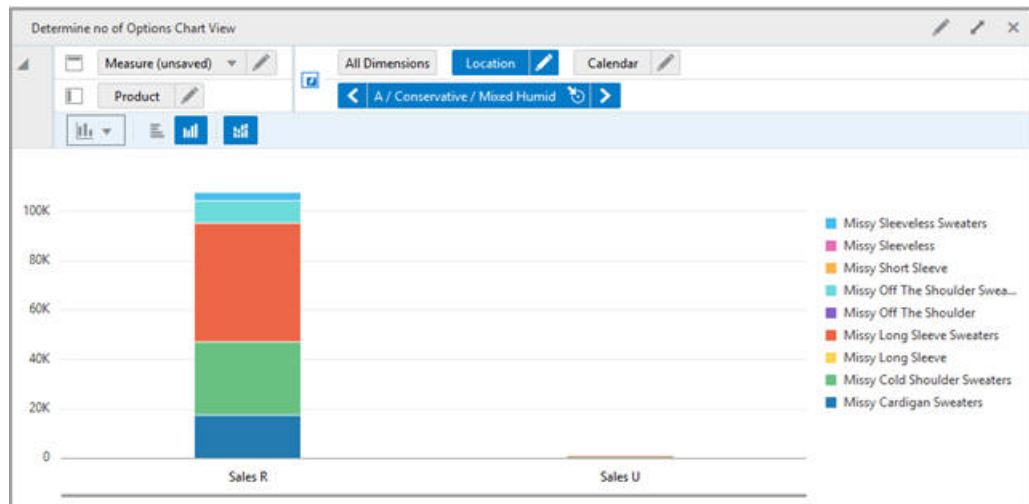 Determine no of Options Chart View
Measure (unsaved)
All Dimensions
Location
Calendar
Product
A / Conservative / Mixed Humid
100K
80K
60K
40K
20K
0
Sales R
Sales U
Missy Sleeveless Sweaters
Missy Sleeveless
Missy Short Sleeve
Missy Off The Shoulder Swea...
Missy Off The Shoulder
Missy Long Sleeve Sweaters
Missy Long Sleeve
Missy Cold Shoulder Sweaters
Missy Cardigan Sweaters